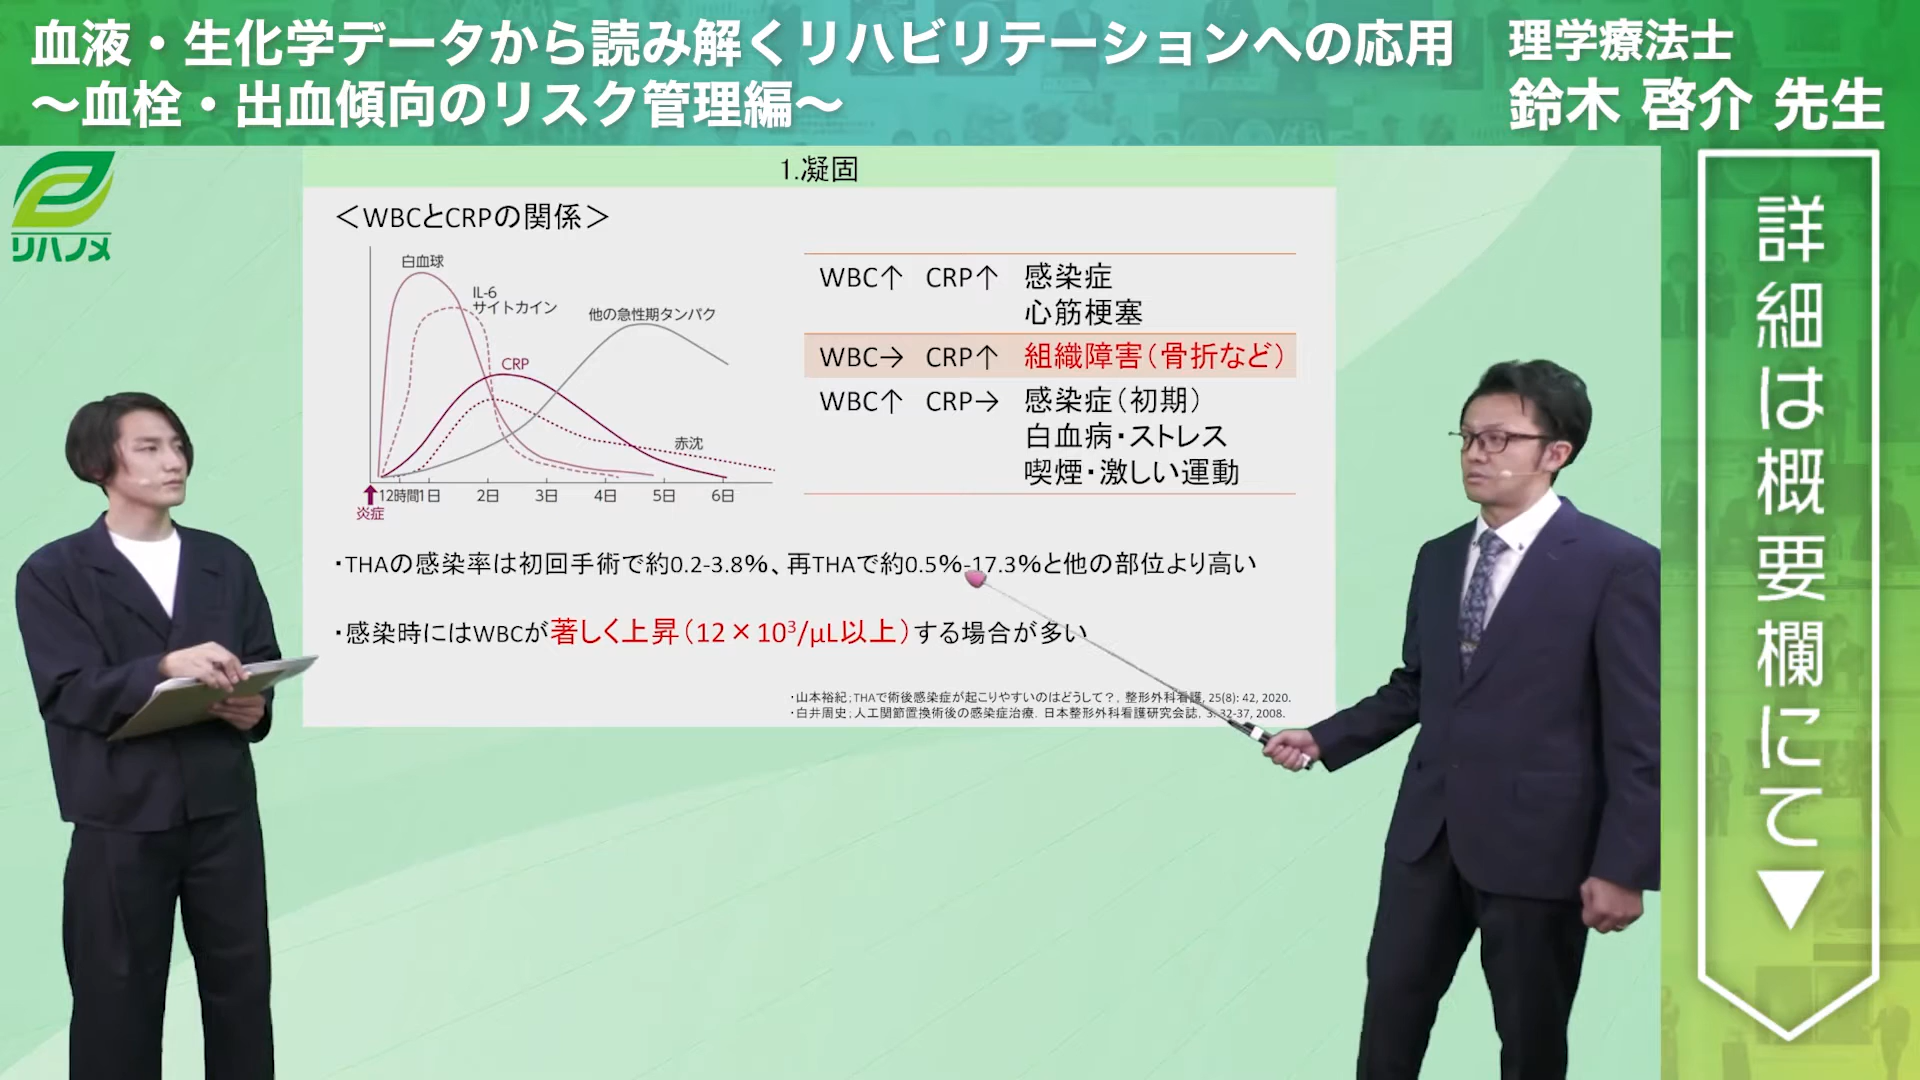 血液・生化学データから読み解くリハビリテーションへの応用
～血栓・出血傾向のリスク管理編～
理学療法士
鈴木 啓介 先生
リハノメ
1.凝固
＜WBCとCRPの関係＞
白血球
IL-6
サイトカイン
他の急性期タンパク
CRP
赤沈
12時間 1日 2日 3日 4日 5日 6日
炎症
WBC↑ CRP↑ 感染症
心筋梗塞
WBC→ CRP↑ 組織障害（骨折など）
WBC↑ CRP→ 感染症（初期）
白血病・ストレス
喫煙・激しい運動
・THAの感染率は初回手術で約0.2-3.8%、再THAで約0.5%-17.3%と他の部位より高い
・感染時にはWBCが著しく上昇（12×10³/μL以上）する場合が多い
・山本裕紀；THAで術後感染症が起こりやすいのはどうして？, 整形外科看護, 25(8): 42, 2020.
・白井周史；人工関節置換術後の感染症治療. 日本整形外科看護研究会誌, 3: 32-37, 2008.
詳細は概要欄にて▼